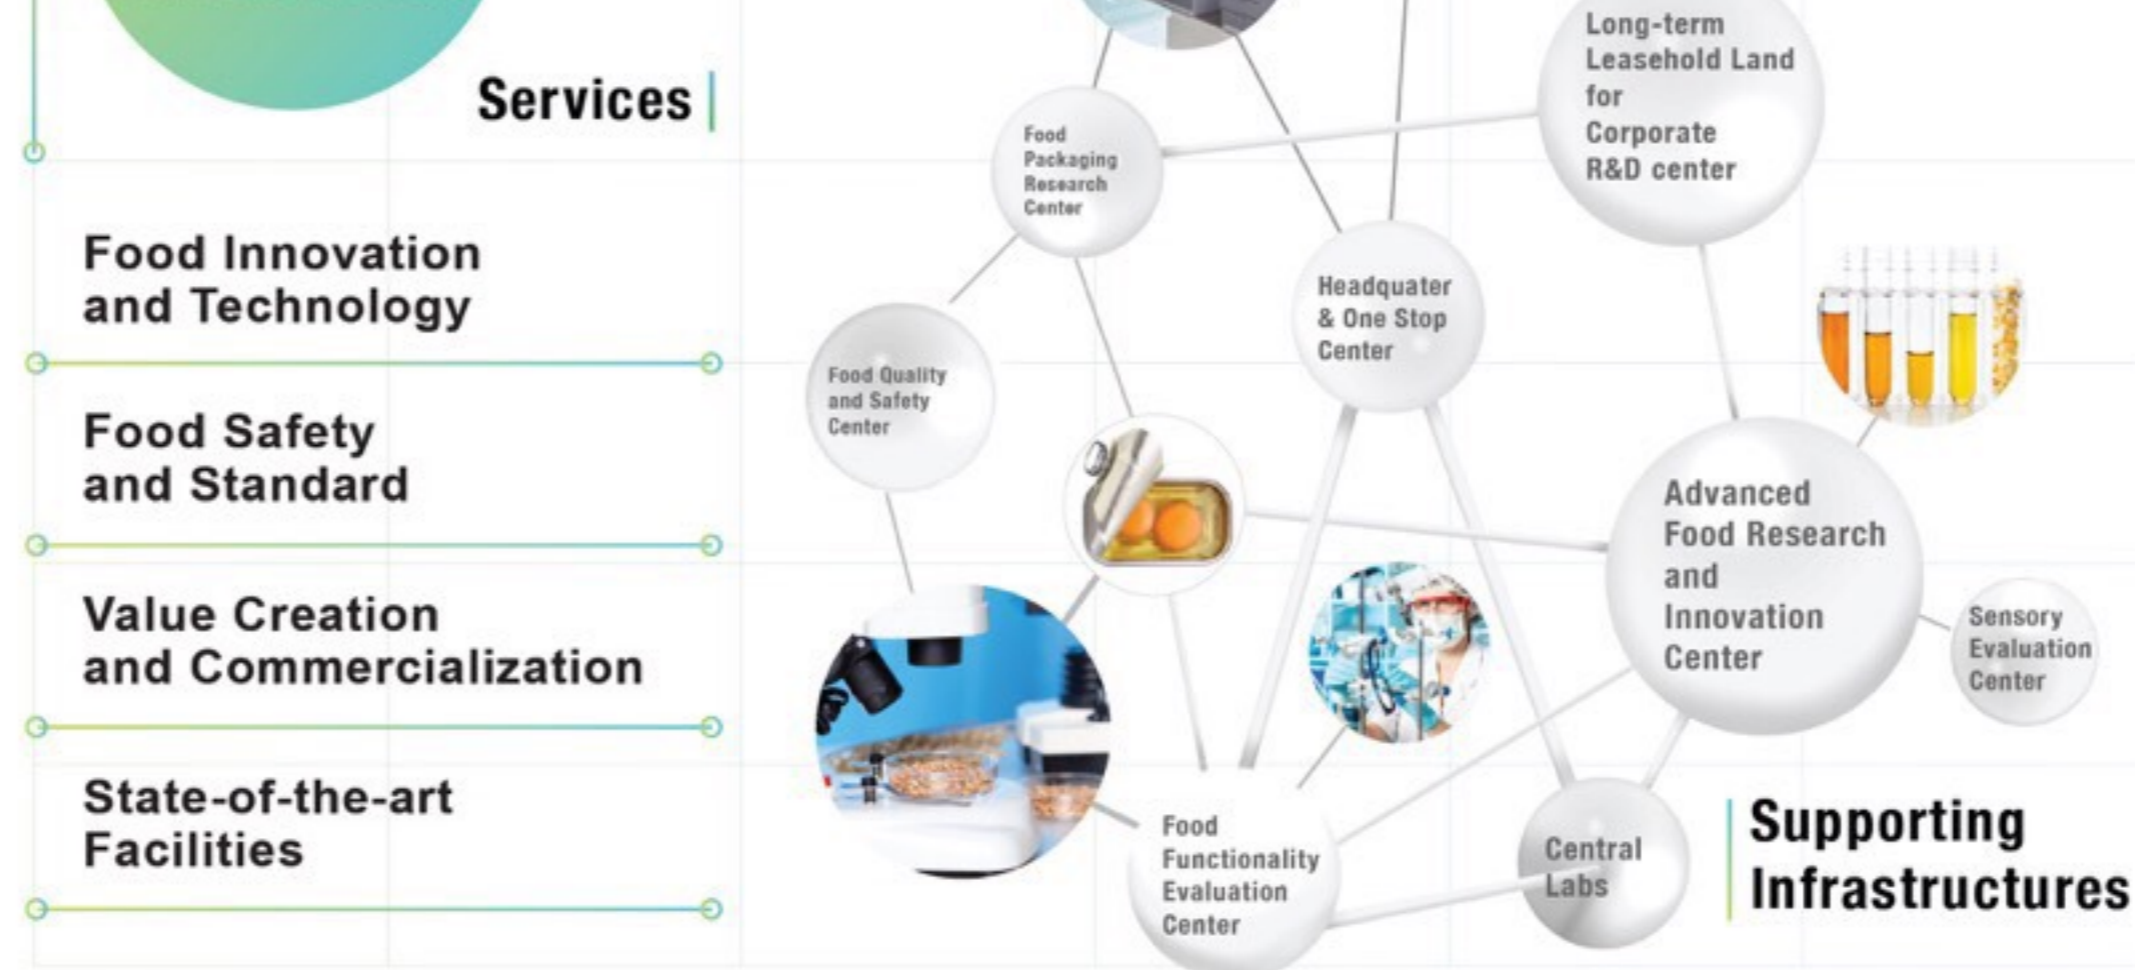 Services
Food Innovation
and Technology
Food Safety
and Standard
Value Creation
and Commercialization
State-of-the-art
Facilities
Long-term
Leasehold Land
for
Corporate
R&D center
Food
Packaging
Research
Center
Headquater
& One Stop
Center
Food Quality
and Safety
Center
Advanced
Food Research
and
Innovation
Center
Sensory
Evaluation
Center
Food
Functionality
Evaluation
Center
Central
Labs
Supporting
Infrastructures